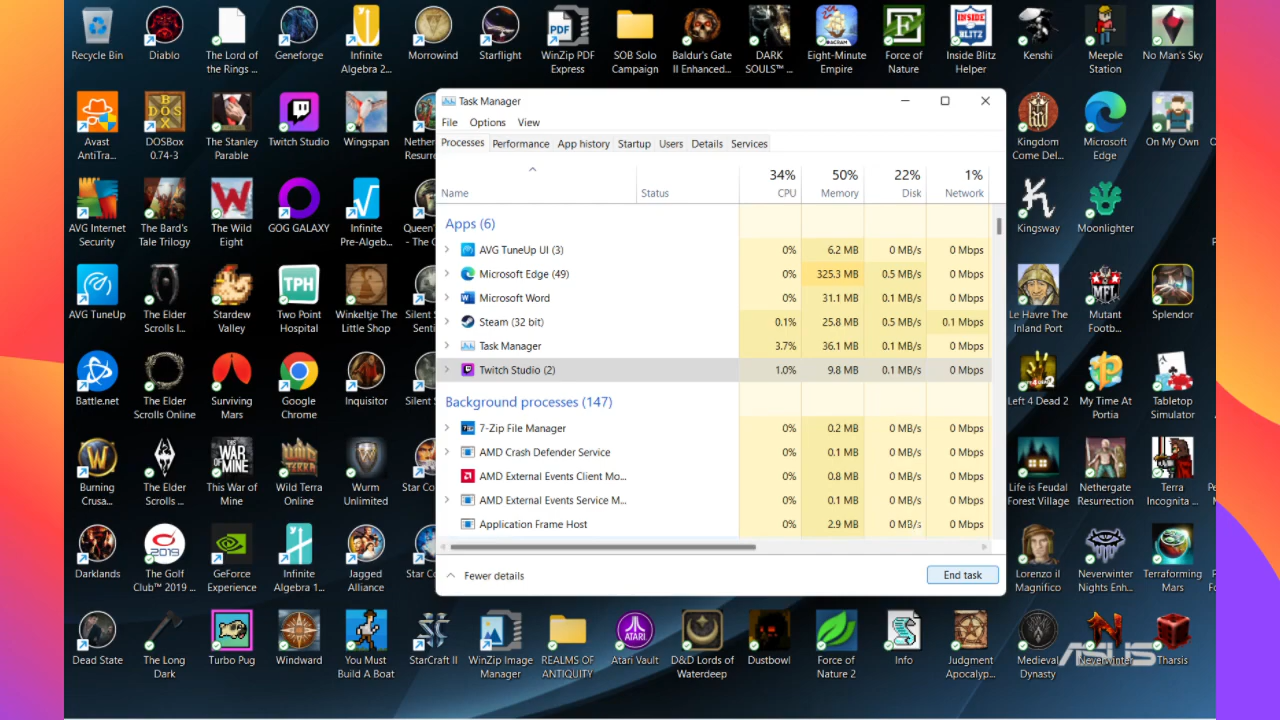 Recycle Bin
Diablo
The Lord of
the Rings ...
Geneforge
Infinite
Algebra 2...
Morrowind
Starflight
WinZip PDF
Express
SOB Solo
Campaign
Baldur's Gate
II Enhanced...
DARK
SOULS™ ...
Eight-Minute
Empire
Force of
Nature
Inside Blitz
Helper
Kenshi
Meeple
Station
No Man's Sky
Avast
AntiTra...
DOSBox
0.74-3
The Stanley
Parable
Twitch Studio
Wingspan
Nether
Resurr
Kingdom
Come Del...
Microsoft
Edge
On My Own
AVG Internet
Security
The Bard's
Tale Trilogy
The Wild
Eight
GOG GALAXY
Infinite
Pre-Algeb...
Queen'
- The C
Kingsway
Moonlighter
AVG TuneUp
The Elder
Scrolls I...
Stardew
Valley
Two Point
Hospital
Winkeltje The
Little Shop
Silent
Senti
Le Havre The
Inland Port
Mutant
Footb...
Splendor
Battle.net
The Elder
Scrolls Online
Surviving
Mars
Google
Chrome
Inquisitor
Silent
Left 4 Dead 2
My Time At
Portia
Tabletop
Simulator
Burning
Crusa...
The Elder
Scrolls ...
This War of
Mine
Wild Terra
Online
Wurm
Unlimited
Star Co
Life is Feudal
Forest Village
Nethergate
Resurrection
Terra
Incognita ...
Darklands
The Golf
Club™ 2019 ...
GeForce
Experience
Infinite
Algebra 1...
Jagged
Alliance
Star Co
Lorenzo il
Magnifico
Neverwinter
Nights Enh...
Terraforming
Mars
Dead State
The Long
Dark
Turbo Pug
Windward
You Must
Build A Boat
StarCraft II
WinZip Image
Manager
REALMS OF
ANTIQUITY
Atari Vault
D&D Lords of
Waterdeep
Dustbowl
Force of
Nature 2
Info
Judgment
Apocalyp...
Medieval
Dynasty
Neverwinter
Tharsis
ASUS
Task Manager
File Options View
Processes Performance App history Startup Users Details Services
34% 50% 22% 1%
Name Status CPU Memory Disk Network
Apps (6)
AVG TuneUp UI (3) 0% 6.2 MB 0 MB/s 0 Mbps
Microsoft Edge (49) 0% 325.3 MB 0.5 MB/s 0 Mbps
Microsoft Word 0% 31.1 MB 0.1 MB/s 0 Mbps
Steam (32 bit) 0.1% 25.8 MB 0.5 MB/s 0.1 Mbps
Task Manager 3.7% 36.1 MB 0.1 MB/s 0 Mbps
Twitch Studio (2) 1.0% 9.8 MB 0.1 MB/s 0 Mbps
Background processes (147)
7-Zip File Manager 0% 0.2 MB 0 MB/s 0 Mbps
AMD Crash Defender Service 0% 0.1 MB 0 MB/s 0 Mbps
AMD External Events Client Mo... 0% 0.8 MB 0 MB/s 0 Mbps
AMD External Events Service M... 0% 0.1 MB 0 MB/s 0 Mbps
Application Frame Host 0% 2.9 MB 0 MB/s 0 Mbps
Fewer details
End task